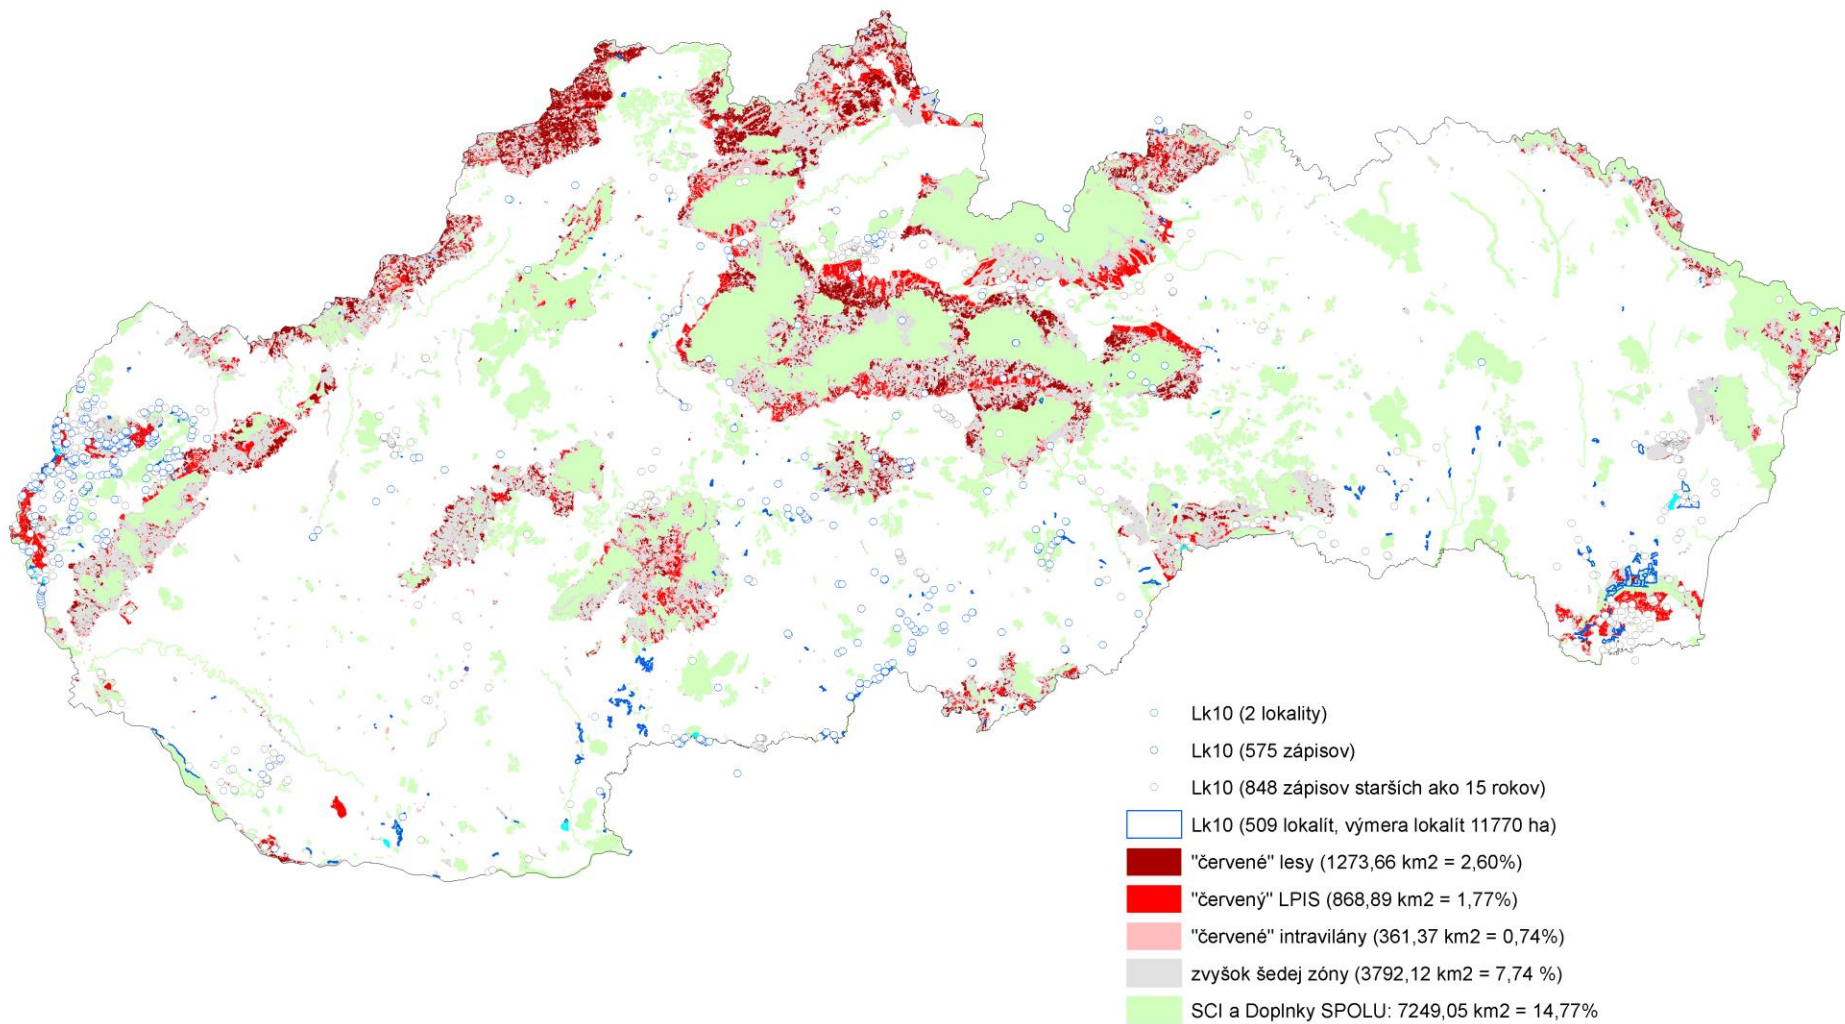 Lk10 (2 lokality)
Lk10 (575 zápisov)
Lk10 (848 zápisov starších ako 15 rokov)
Lk10 (509 lokalít, výmera lokalít 11770 ha)
"červené" lesy (1273,66 km2 = 2,60%)
"červený" LPIS (868,89 km2 = 1,77%)
"červené" intravilány (361,37 km2 = 0,74%)
zvyšok šedej zóny (3792,12 km2 = 7,74 %)
SCI a Doplnky SPOLU: 7249,05 km2 = 14,77%